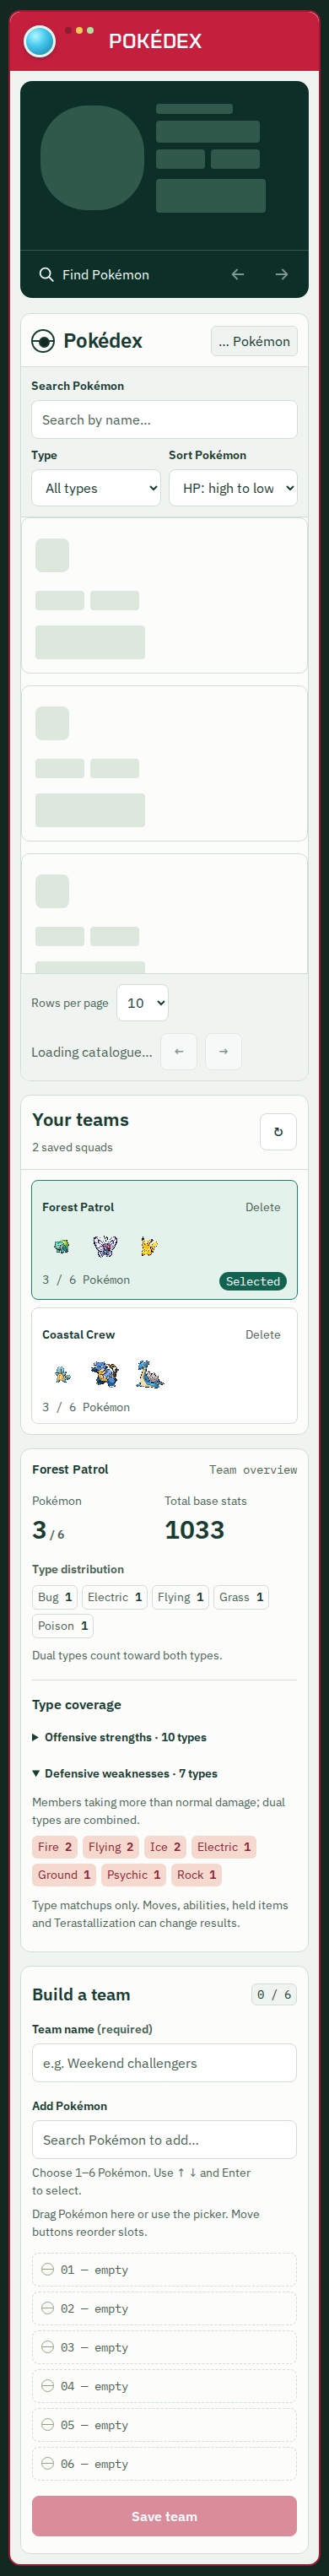 POKÉDEX
Find Pokémon
←
→
Pokédex
... Pokémon
Search Pokémon
Search by name...
Type
Sort Pokémon
All types
HP: high to low
Rows per page
10
Loading catalogue...
←
→
Your teams
2 saved squads
↻
Forest Patrol
Delete
3 / 6 Pokémon
Selected
Coastal Crew
Delete
3 / 6 Pokémon
Forest Patrol
Team overview
Pokémon
Total base stats
3 / 6
1033
Type distribution
Bug 1
Electric 1
Flying 1
Grass 1
Poison 1
Dual types count toward both types.
Type coverage
Offensive strengths · 10 types
Defensive weaknesses · 7 types
Members taking more than normal damage; dual
types are combined.
Fire 2
Flying 2
Ice 2
Electric 1
Ground 1
Psychic 1
Rock 1
Type matchups only. Moves, abilities, held items
and Terastallization can change results.
Build a team
0 / 6
Team name (required)
e.g. Weekend challengers
Add Pokémon
Search Pokémon to add...
Choose 1–6 Pokémon. Use ↑ ↓ and Enter
to select.
Drag Pokémon here or use the picker. Move
buttons reorder slots.
01 — empty
02 — empty
03 — empty
04 — empty
05 — empty
06 — empty
Save team